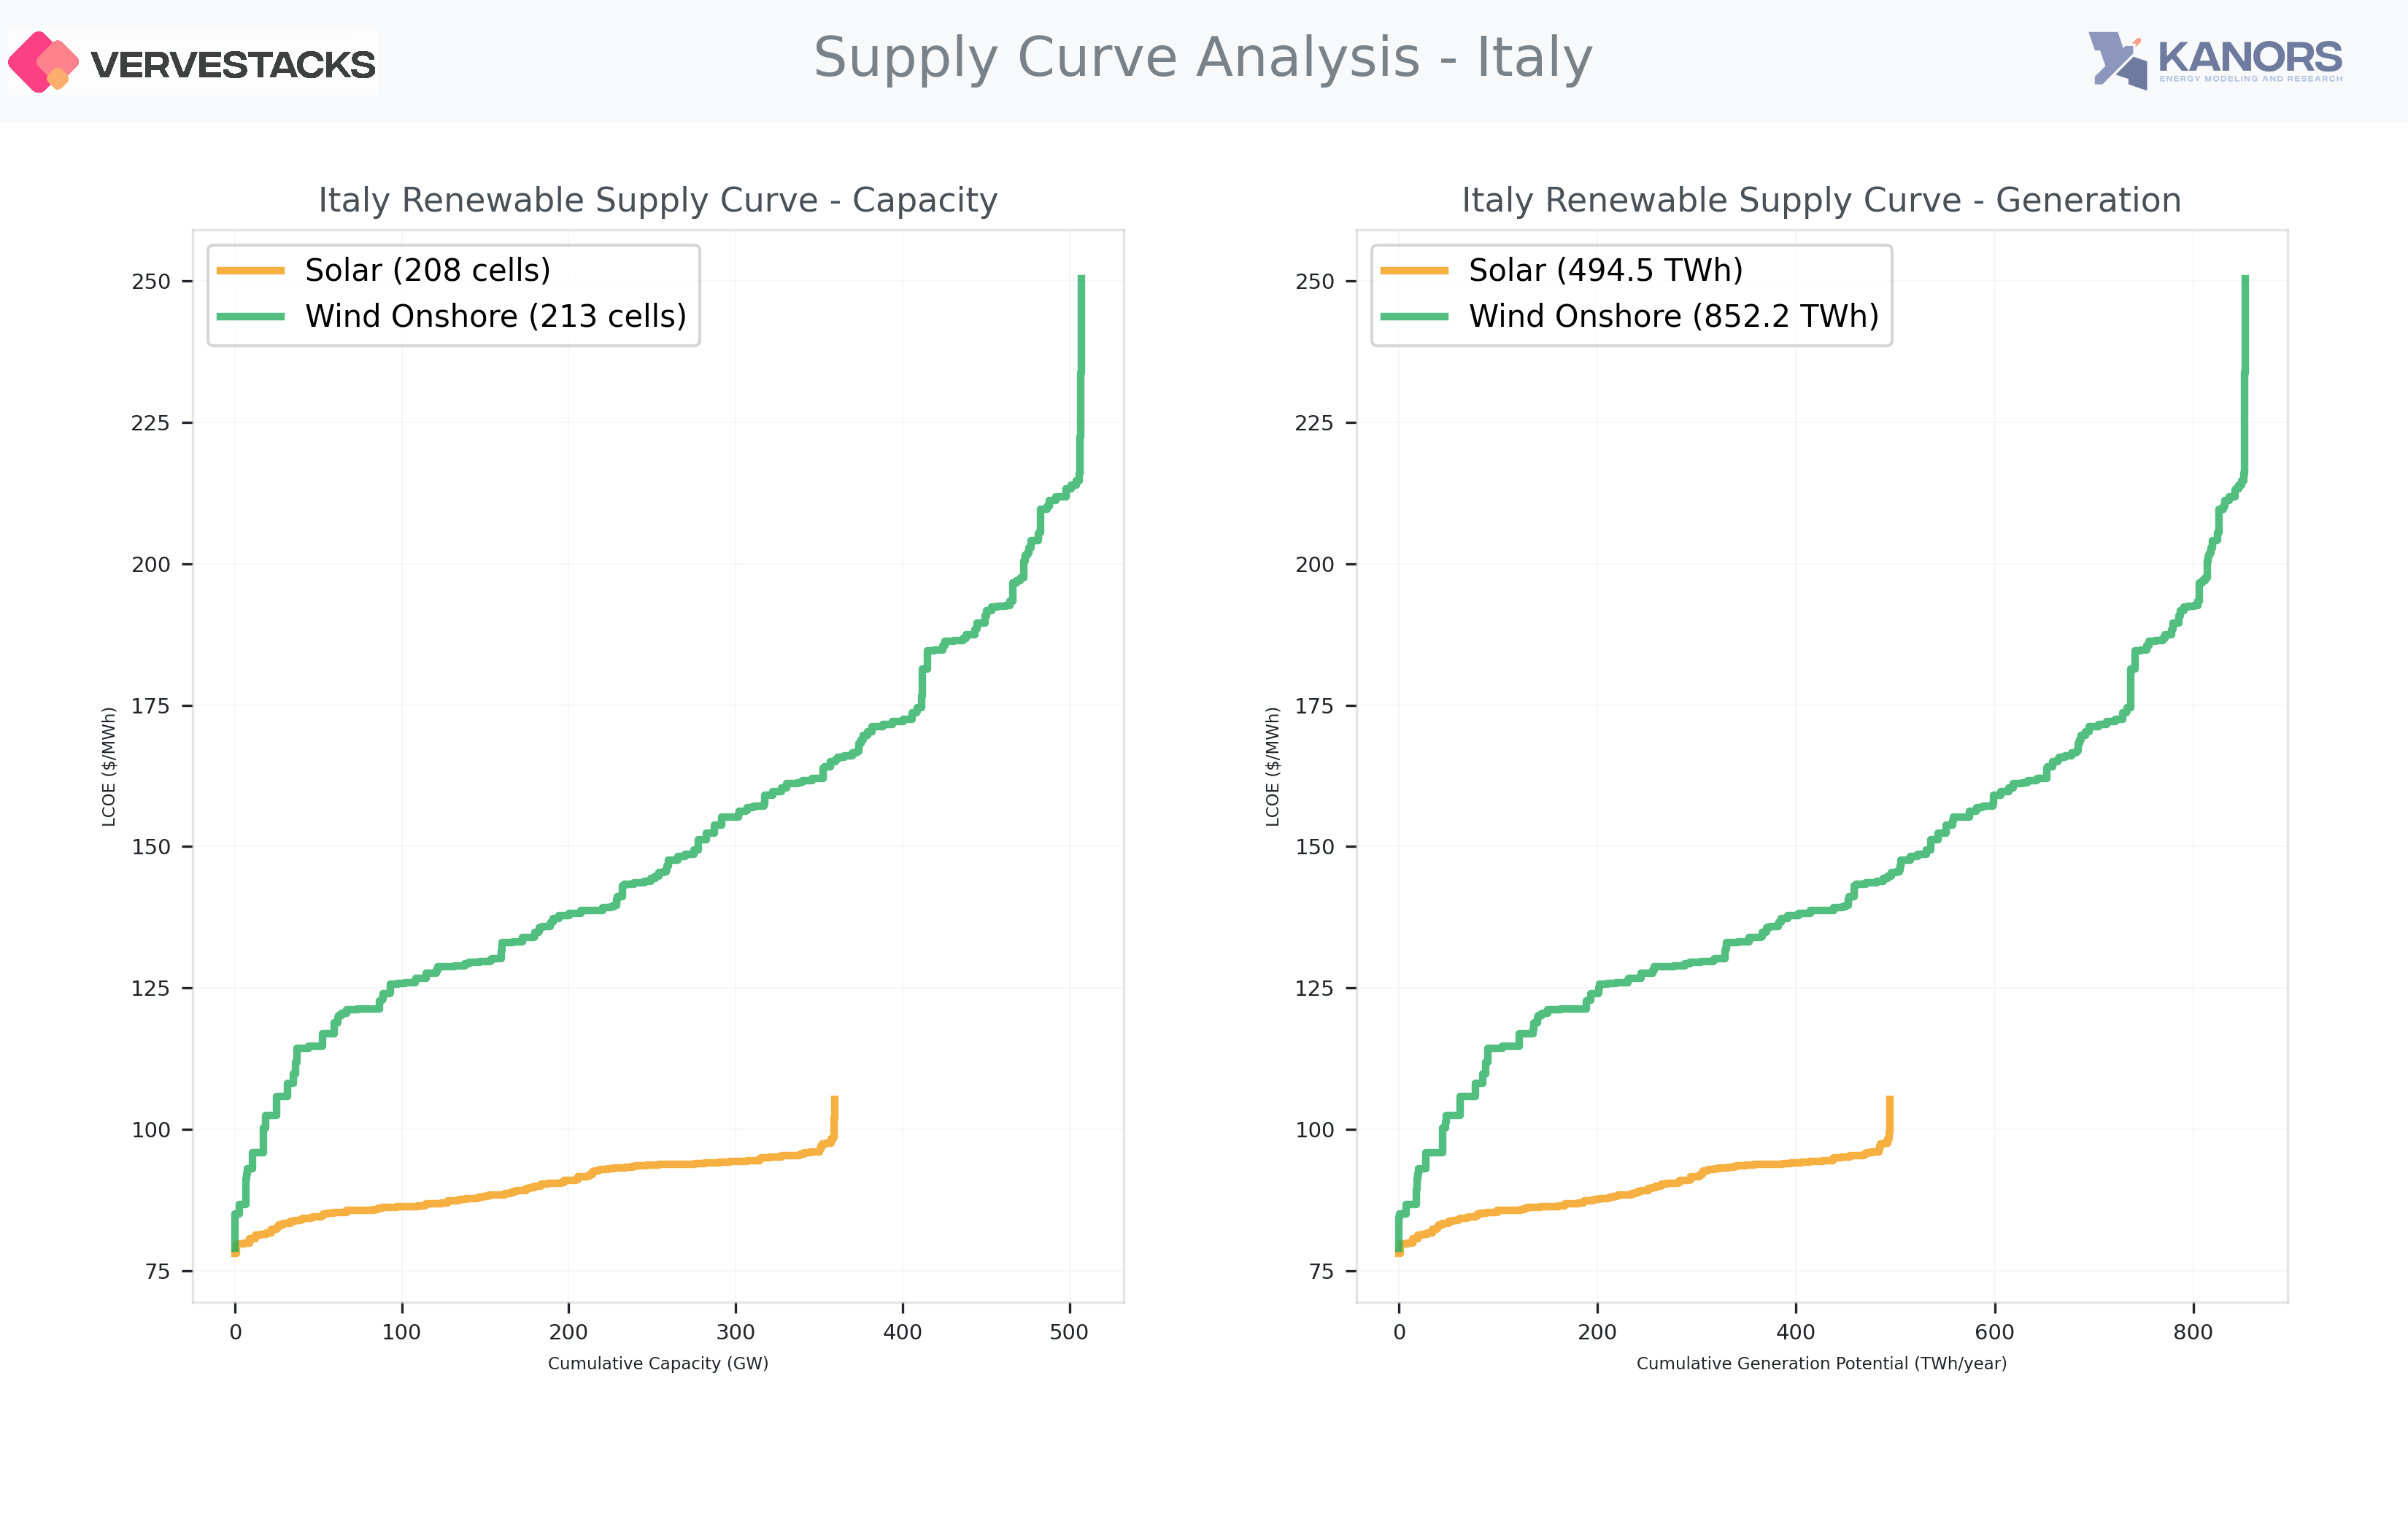 VERVESTACKS
Supply Curve Analysis - Italy
KANORS
ENERGY MODELING AND RESEARCH
Italy Renewable Supply Curve - Capacity
Solar (208 cells)
Wind Onshore (213 cells)
250
225
200
175
150
125
100
75
LCOE ($/MWh)
0
100
200
300
400
500
Cumulative Capacity (GW)
Italy Renewable Supply Curve - Generation
Solar (494.5 TWh)
Wind Onshore (852.2 TWh)
250
225
200
175
150
125
100
75
LCOE ($/MWh)
0
200
400
600
800
Cumulative Generation Potential (TWh/year)